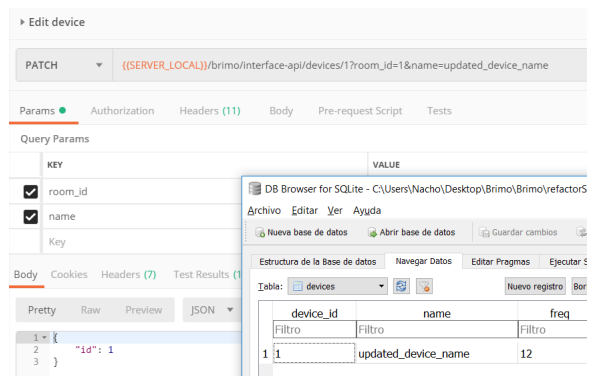 Edit device
PATCH {{SERVER_LOCAL}}/brimo/interface-api/devices/1?room_id=1&name=updated_device_name
Params Authorization Headers (11) Body Pre-request Script Tests
Query Params
KEY VALUE
room_id
name
Key
Body Cookies Headers (7) Test Results (1
Pretty Raw Preview JSON
1 {
2 "id": 1
3 }
DB Browser for SQLite - C:\Users\Nacho\Desktop\Brimo\Brimo\refactorS
Archivo Editar Ver Ayuda
Nueva base de datos Abrir base de datos Guardar cambios
Estructura de la Base de datos Navegar Datos Editar Pragmas Ejecutar S
Tabla: devices Nuevo registro Bor
device_id name freq
Filtro Filtro Filtro
1 1 updated_device_name 12